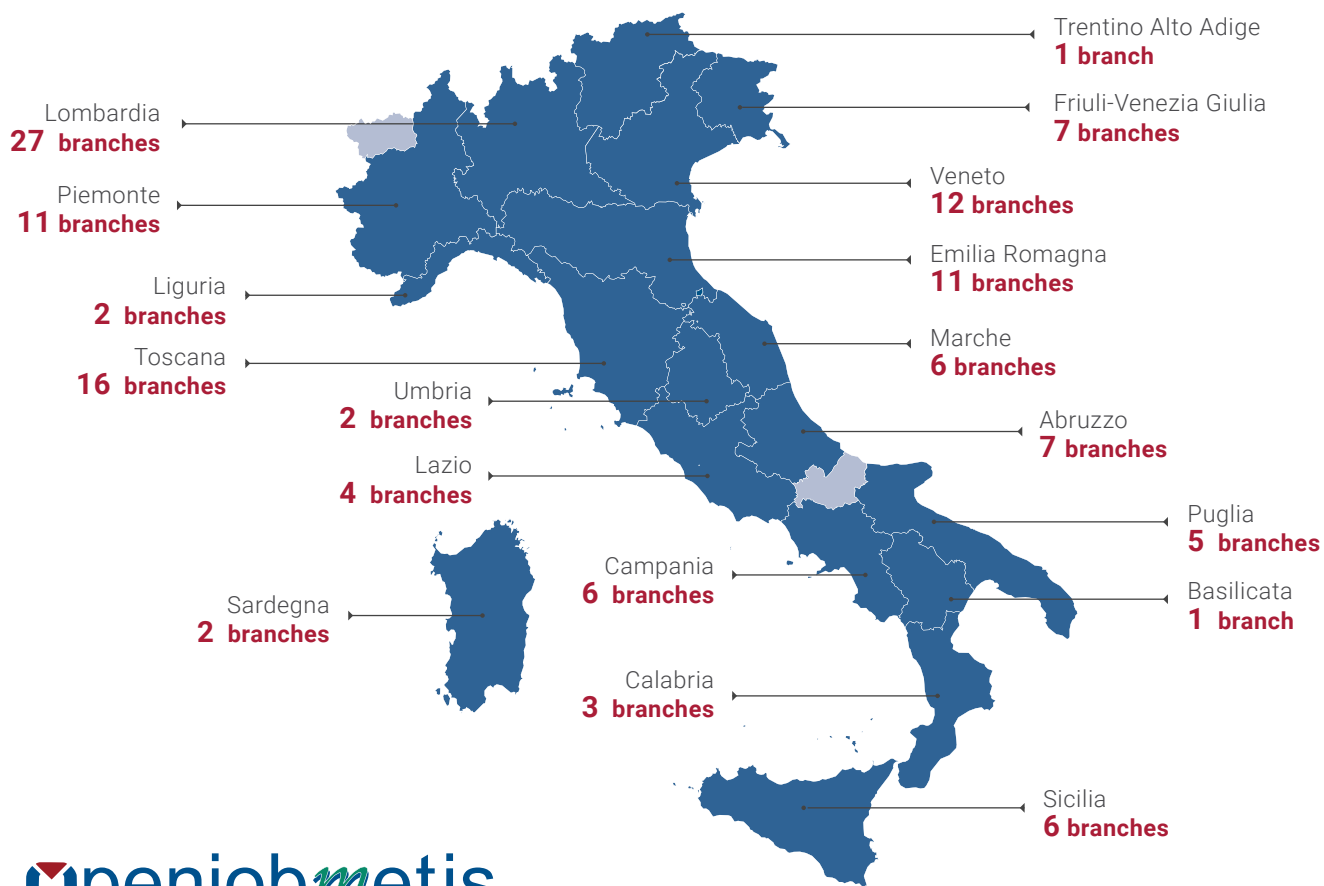 Trentino Alto Adige
1 branch
Friuli-Venezia Giulia
7 branches
Lombardia
27 branches
Veneto
12 branches
Piemonte
11 branches
Emilia Romagna
11 branches
Liguria
2 branches
Marche
6 branches
Toscana
16 branches
Umbria
2 branches
Abruzzo
7 branches
Lazio
4 branches
Puglia
5 branches
Campania
6 branches
Basilicata
1 branch
Sardegna
2 branches
Calabria
3 branches
Sicilia
6 branches
openjobmetis